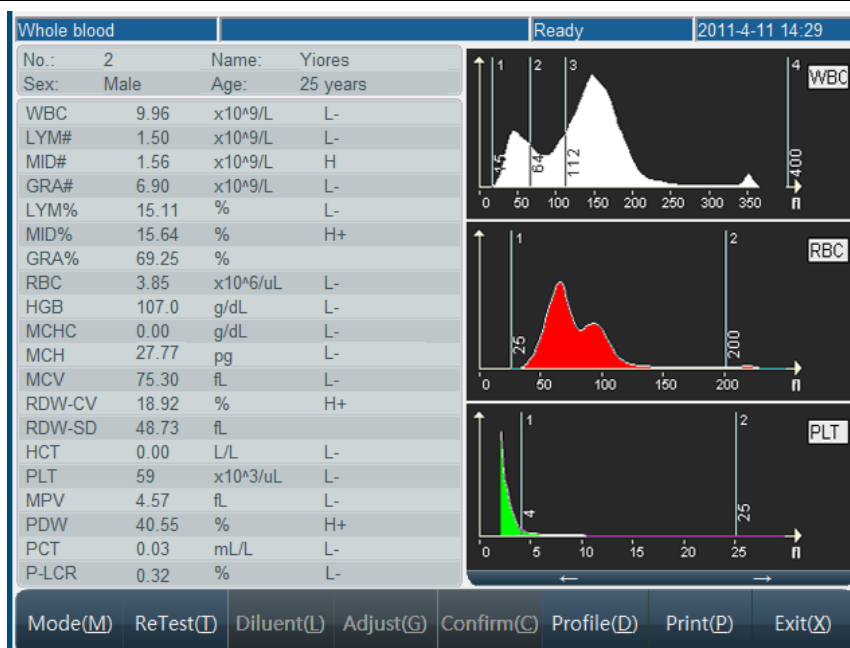 Whole blood Ready 2011-4-11 14:29
No.: 2 Name: Yiores
Sex: Male Age: 25 years
WBC 9.96 x10^9/L L-
LYM# 1.50 x10^9/L L-
MID# 1.56 x10^9/L H
GRA# 6.90 x10^9/L L-
LYM% 15.11 % L-
MID% 15.64 % H+
GRA% 69.25 %
RBC 3.85 x10^6/uL L-
HGB 107.0 g/dL L-
MCHC 0.00 g/dL L-
MCH 27.77 pg L-
MCV 75.30 fL L-
RDW-CV 18.92 % H+
RDW-SD 48.73 fL
HCT 0.00 L/L L-
PLT 59 x10^3/uL L-
MPV 4.57 fL L-
PDW 40.55 % H+
PCT 0.03 mL/L L-
P-LCR 0.32 % L-
1 2 3 4 WBC
15 64 112 400
0 50 100 150 200 250 300 350 fl
1 2 RBC
25 200
0 50 100 150 200 fl
1 2 PLT
4 25
0 5 10 15 20 25 fl
← →
Mode(M) ReTest(T) Diluent(L) Adjust(G) Confirm(C) Profile(D) Print(P) Exit(X)